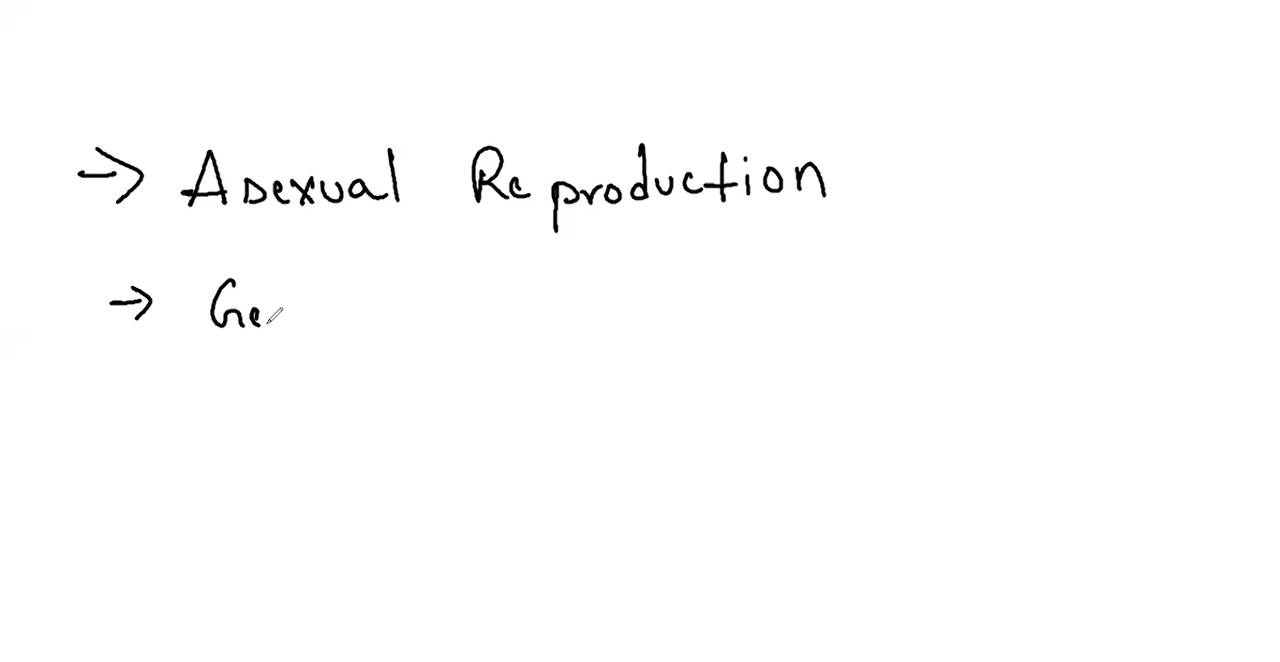 → Asexual Reproduction
→ Ge